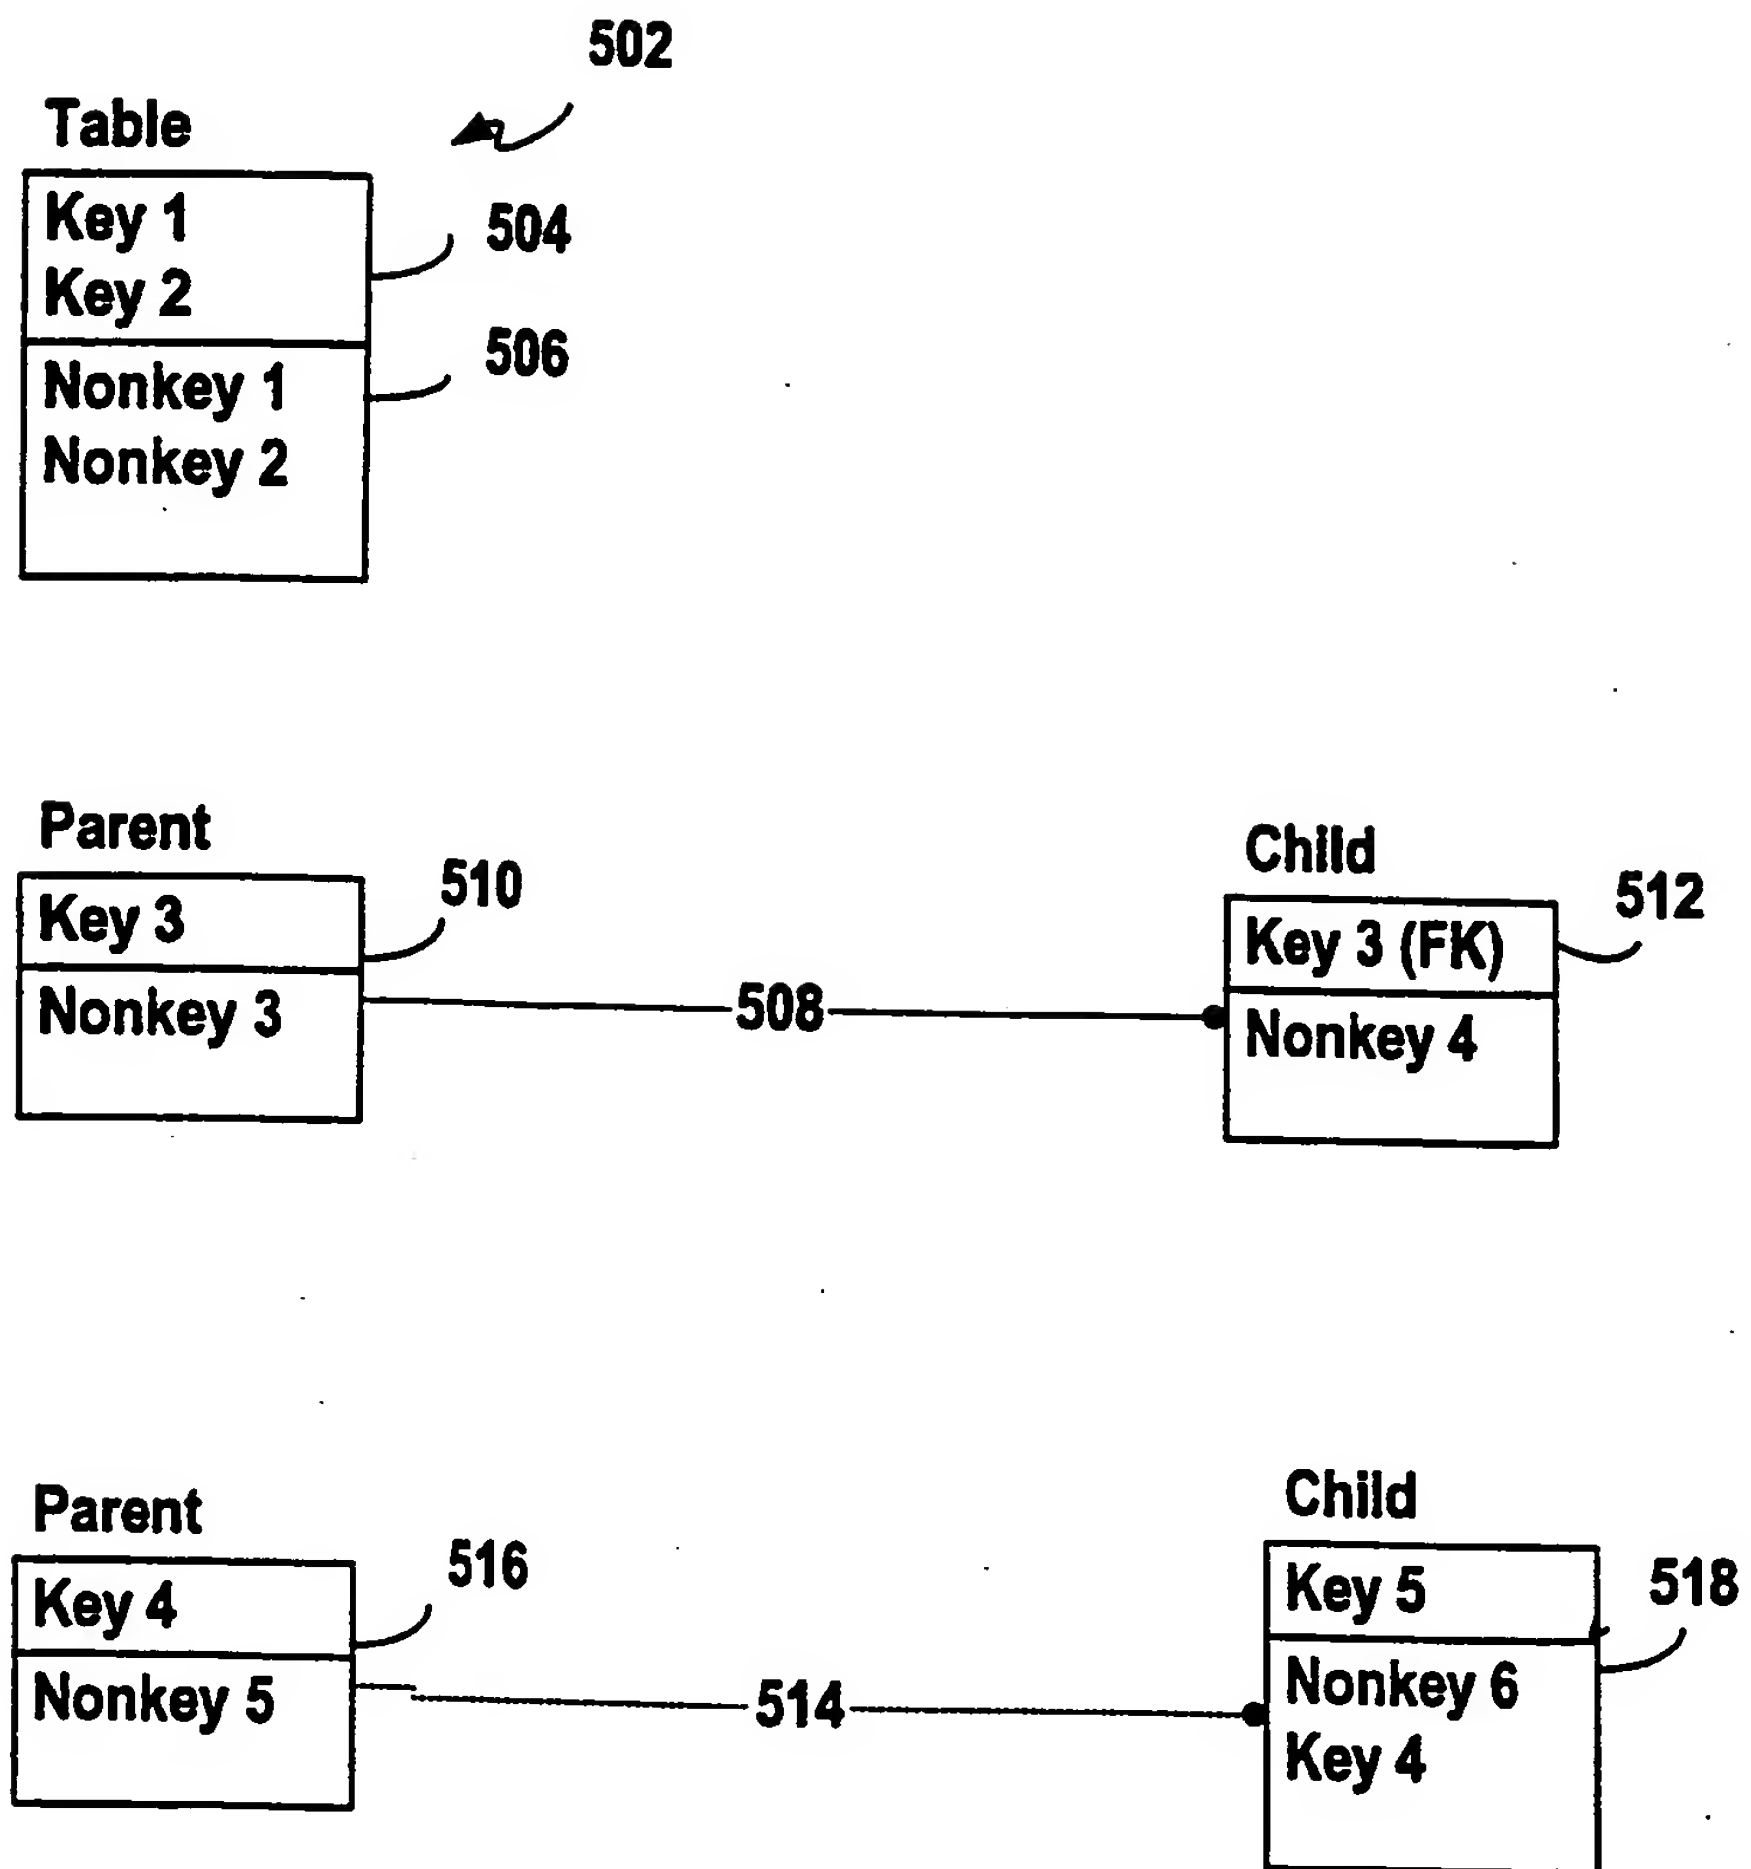 502
Table
Key 1
504
Key 2
506
Nonkey 1
Nonkey 2
Parent
510
Key 3
Nonkey 3
508
Child
512
Key 3 (FK)
Nonkey 4
Parent
516
Key 4
Nonkey 5
514
Child
518
Key 5
Nonkey 6
Key 4